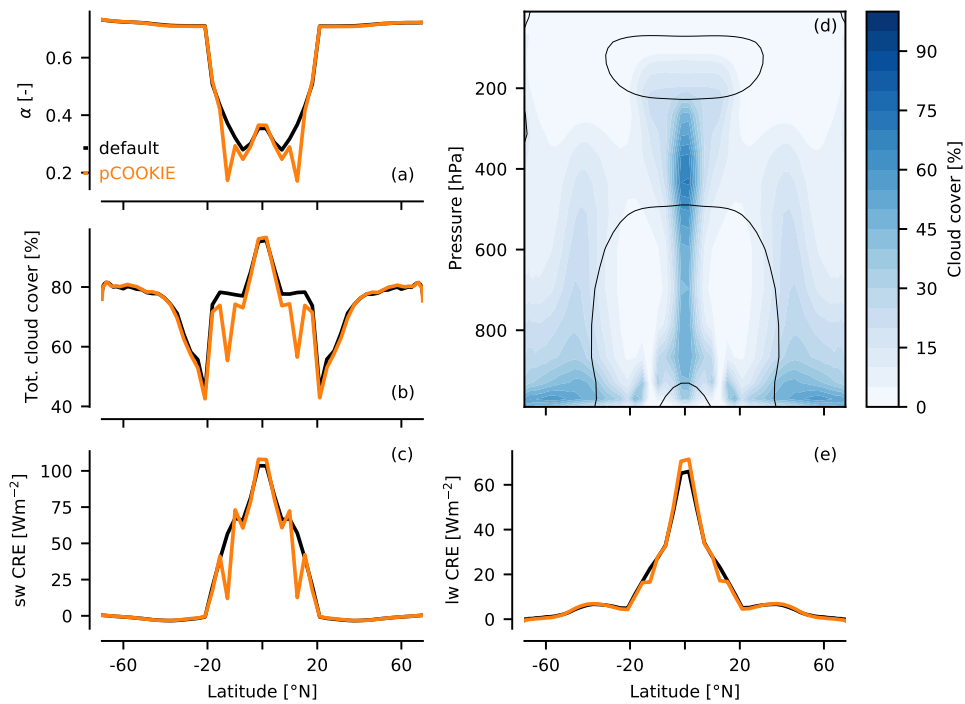 0.6
0.4
0.2
α [-]
default
pCOOKIE
(a)
80
60
40
Tot. cloud cover [%]
(b)
100
75
50
25
0
sw CRE [Wm⁻²]
(c)
-60
-20
20
60
Latitude [°N]
(d)
200
400
600
800
Pressure [hPa]
90
75
60
45
30
15
0
Cloud cover [%]
(e)
60
40
20
0
lw CRE [Wm⁻²]
-60
-20
0
20
60
Latitude [°N]